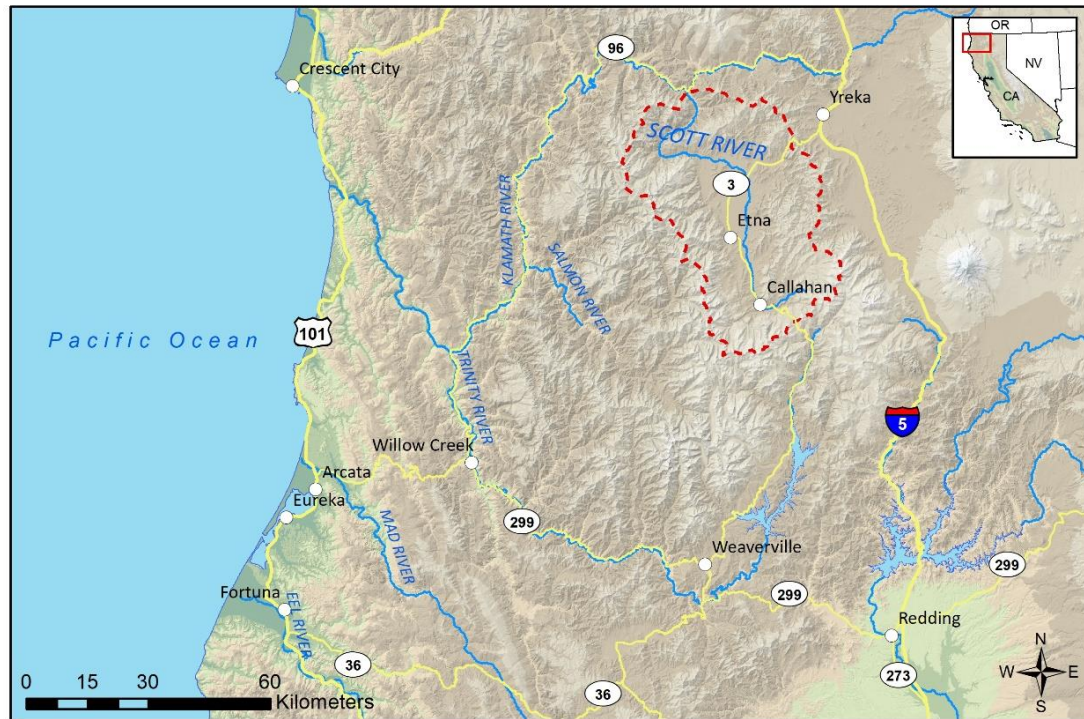 OR
NV
CA
96
Crescent City
Yreka
SCOTT RIVER
3
Etna
KLAMATH RIVER
SALMON RIVER
Callahan
Pacific Ocean
101
TRINITY RIVER
5
Willow Creek
Arcata
Eureka
299
MAD RIVER
Weaverville
299
299
Fortuna
EEL RIVER
Redding
36
36
273
N
W E
S
0 15 30 60
Kilometers